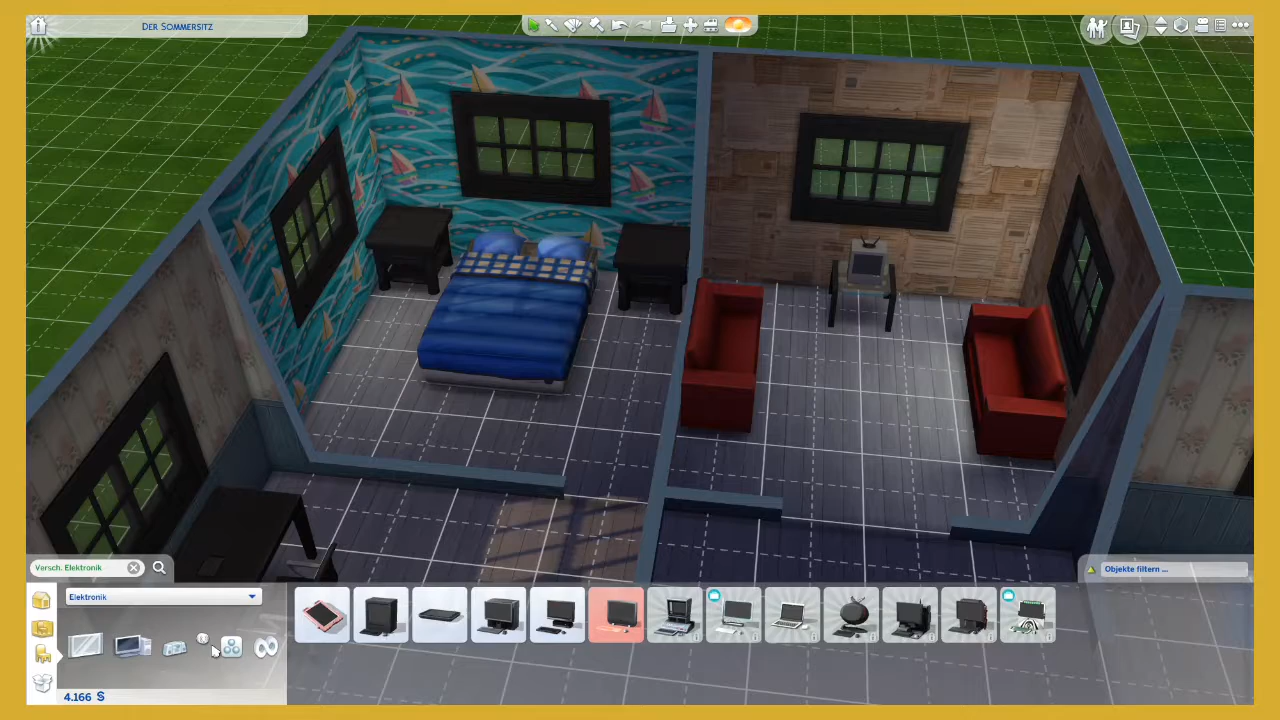 DER SOMMERSITZ
Versch. Elektronik
Objekte filtern ...
Elektronik
4.166 $